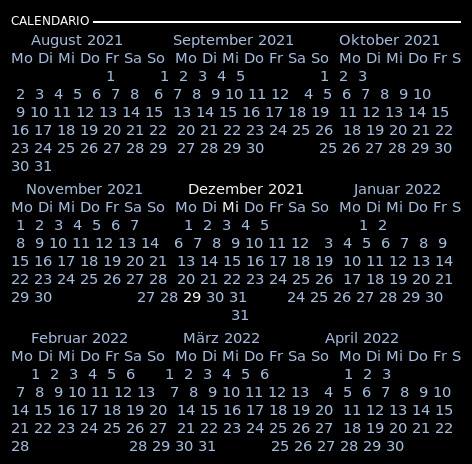 CALENDARIO
August 2021 September 2021 Oktober 2021
Mo Di Mi Do Fr Sa So Mo Di Mi Do Fr Sa So Mo Di Mi Do Fr S
1 1 2 3 4 5 1 2 3
2 3 4 5 6 7 8 6 7 8 9 10 11 12 4 5 6 7 8 9 10
9 10 11 12 13 14 15 13 14 15 16 17 18 19 11 12 13 14 15
16 17 18 19 20 21 22 20 21 22 23 24 25 26 18 19 20 21 22
23 24 25 26 27 28 29 27 28 29 30 25 26 27 28 29 30
30 31
November 2021 Dezember 2021 Januar 2022
Mo Di Mi Do Fr Sa So Mo Di Mi Do Fr Sa So Mo Di Mi Do Fr S
1 2 3 4 5 6 7 1 2 3 4 5 1 2
8 9 10 11 12 13 14 6 7 8 9 10 11 12 3 4 5 6 7 8 9
15 16 17 18 19 20 21 13 14 15 16 17 18 19 10 11 12 13 14
22 23 24 25 26 27 28 20 21 22 23 24 25 26 17 18 19 20 21
29 30 27 28 29 30 31 24 25 26 27 28 29 30
31
Februar 2022 März 2022 April 2022
Mo Di Mi Do Fr Sa So Mo Di Mi Do Fr Sa So Mo Di Mi Do Fr S
1 2 3 4 5 6 1 2 3 4 5 6 1 2 3
7 8 9 10 11 12 13 7 8 9 10 11 12 13 4 5 6 7 8 9 10
14 15 16 17 18 19 20 14 15 16 17 18 19 20 11 12 13 14 15
21 22 23 24 25 26 27 21 22 23 24 25 26 27 18 19 20 21 22
28 28 29 30 31 25 26 27 28 29 30